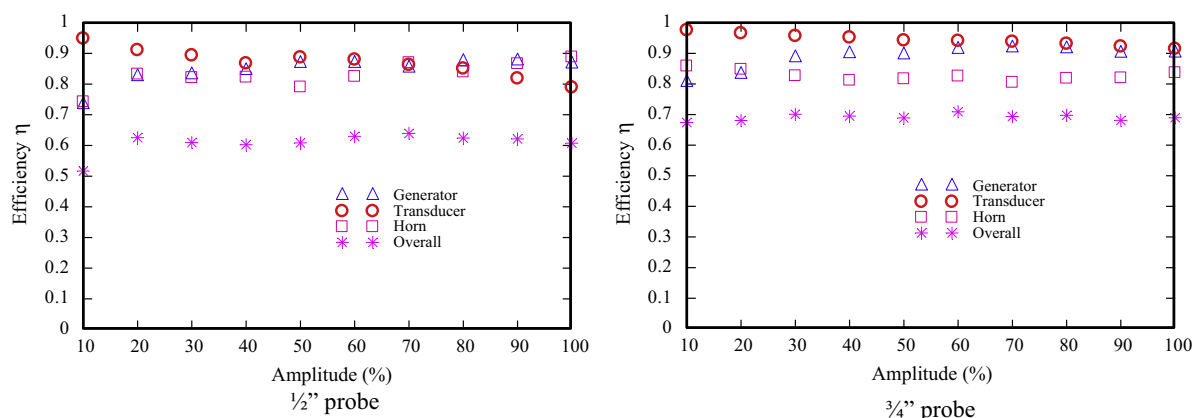 Efficiency η
1
0.9
0.8
0.7
0.6
0.5
0.4
0.3
0.2
0.1
0
Generator
Transducer
Horn
Overall
10 20 30 40 50 60 70 80 90 100
Amplitude (%)
½” probe
Efficiency η
1
0.9
0.8
0.7
0.6
0.5
0.4
0.3
0.2
0.1
0
Generator
Transducer
Horn
Overall
10 20 30 40 50 60 70 80 90 100
Amplitude (%)
¾” probe